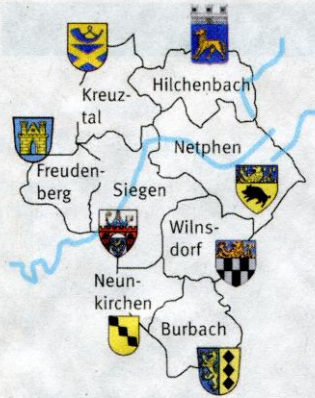 Kreuz-
tal
Hilchenbach
Netphen
Freuden-
berg
Siegen
Wilns-
dorf
Neun-
kirchen
Burbach